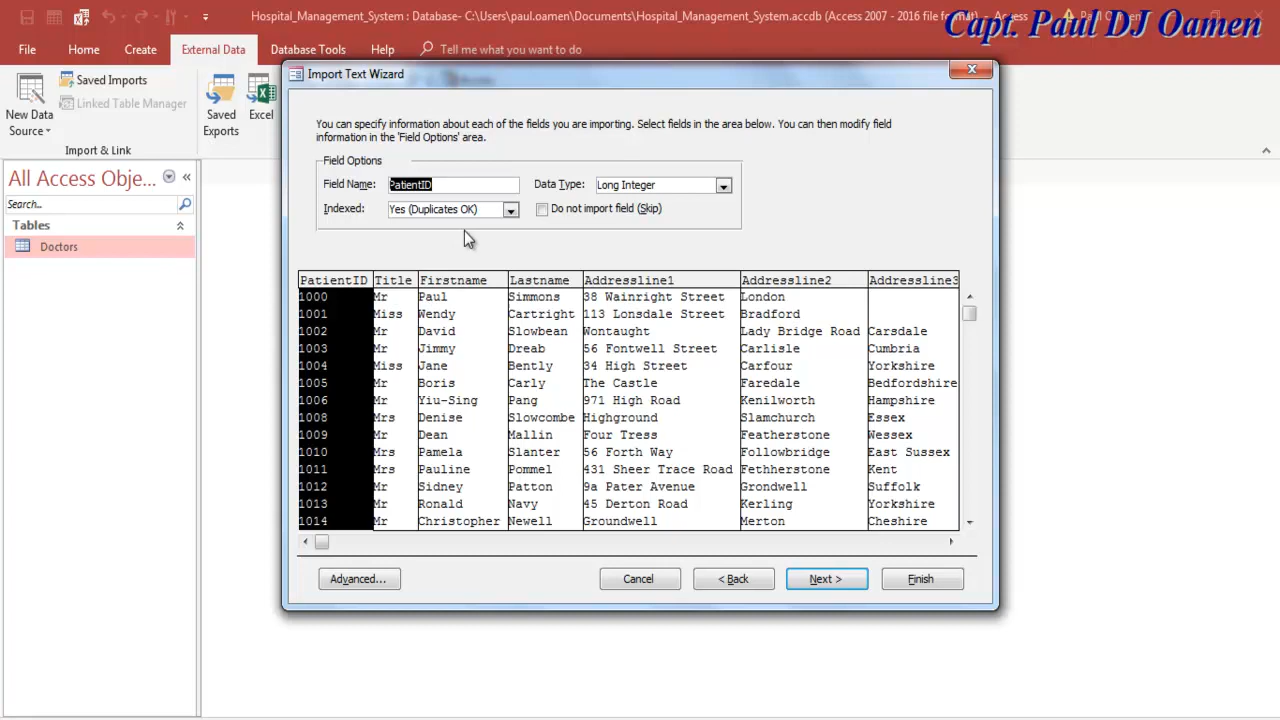 Hospital_Management_System : Database- C:\Users\paul.oamen\Documents\Hospital_Management_System.accdb (Access 2007 - 2016 file format) - Access
Capt. Paul DJ Oamen
File Home Create External Data Database Tools Help Tell me what you want to do
New Data Source
Saved Imports
Linked Table Manager
Import & Link
Saved Exports
Excel
All Access Obje...
Search...
Tables
Doctors
Import Text Wizard
You can specify information about each of the fields you are importing. Select fields in the area below. You can then modify field
information in the 'Field Options' area.
Field Options
Field Name: PatientID Data Type: Long Integer
Indexed: Yes (Duplicates OK) Do not import field (Skip)
PatientID Title Firstname Lastname Addressline1 Addressline2 Addressline3
1000 Mr Paul Simmons 38 Wainright Street London
1001 Miss Wendy Cartright 113 Lonsdale Street Bradford
1002 Mr David Slowbean Wontaught Lady Bridge Road Carsdale
1003 Mr Jimmy Dreab 56 Fontwell Street Carlisle Cumbria
1004 Miss Jane Bently 34 High Street Carfour Yorkshire
1005 Mr Boris Carly The Castle Faredale Bedfordshire
1006 Mr Yiu-Sing Pang 971 High Road Kenilworth Hampshire
1008 Mrs Denise Slowcombe Highground Slamchurch Essex
1009 Mr Dean Mallin Four Tress Featherstone Wessex
1010 Mrs Pamela Slanter 56 Forth Way Followbridge East Sussex
1011 Mrs Pauline Pommel 431 Sheer Trace Road Fethherstone Kent
1012 Mr Sidney Patton 9a Pater Avenue Grondwell Suffolk
1013 Mr Ronald Navy 45 Derton Road Kerling Yorkshire
1014 Mr Christopher Newell Groundwell Merton Cheshire
Advanced... Cancel < Back Next > Finish